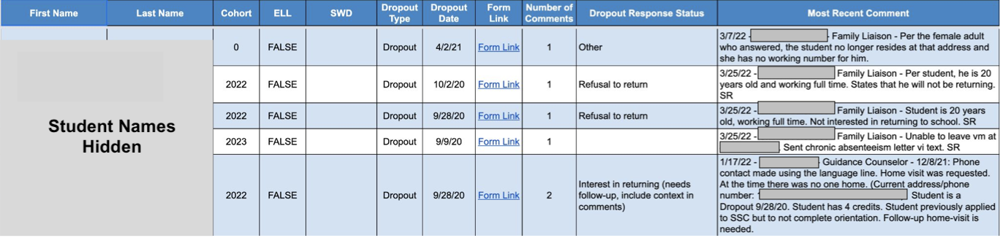 First Name Last Name Cohort ELL SWD Dropout Type Dropout Date Form Link Number of Comments Dropout Response Status Most Recent Comment
Student Names
Hidden
0 FALSE Dropout 4/2/21 Form Link 1 Other
3/7/22 - Family Liaison - Per the female adult
who answered, the student no longer resides at that address and
she has no working number for him.
2022 FALSE Dropout 10/2/20 Form Link 1 Refusal to return
3/25/22 - Family Liaison - Per student, he is 20
years old and working full time. States that he will not be returning.
SR
2022 FALSE Dropout 9/28/20 Form Link 1 Refusal to return
3/25/22 - Family Liaison - Student is 20 years
old, working full time. Not interested in returning to school. SR
2023 FALSE Dropout 9/9/20 Form Link 1
3/25/22 - Family Liaison - Unable to leave vm at
. Sent chronic absenteeism letter vi text. SR
2022 FALSE Dropout 9/28/20 Form Link 2
Interest in returning (needs
follow-up, include context in
comments)
1/17/22 - Guidance Counselor - 12/8/21: Phone
contact made using the language line. Home visit was requested.
At the time there was no one home. (Current address/phone
number: Student is a
Dropout 9/28/20. Student has 4 credits. Student previously applied
to SSC but to not complete orientation. Follow-up home-visit is
needed.